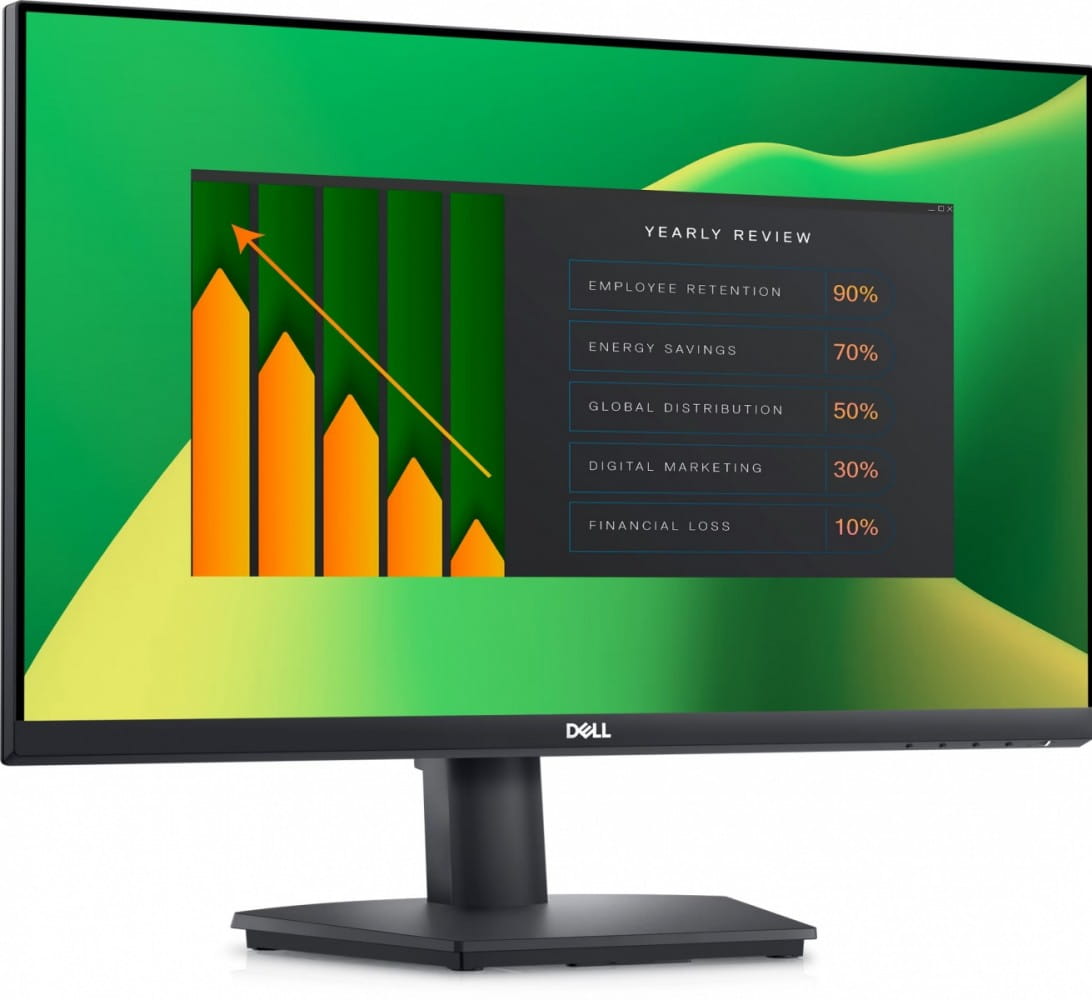 YEARLY REVIEW
EMPLOYEE RETENTION 90%
ENERGY SAVINGS 70%
GLOBAL DISTRIBUTION 50%
DIGITAL MARKETING 30%
FINANCIAL LOSS 10%
DELL